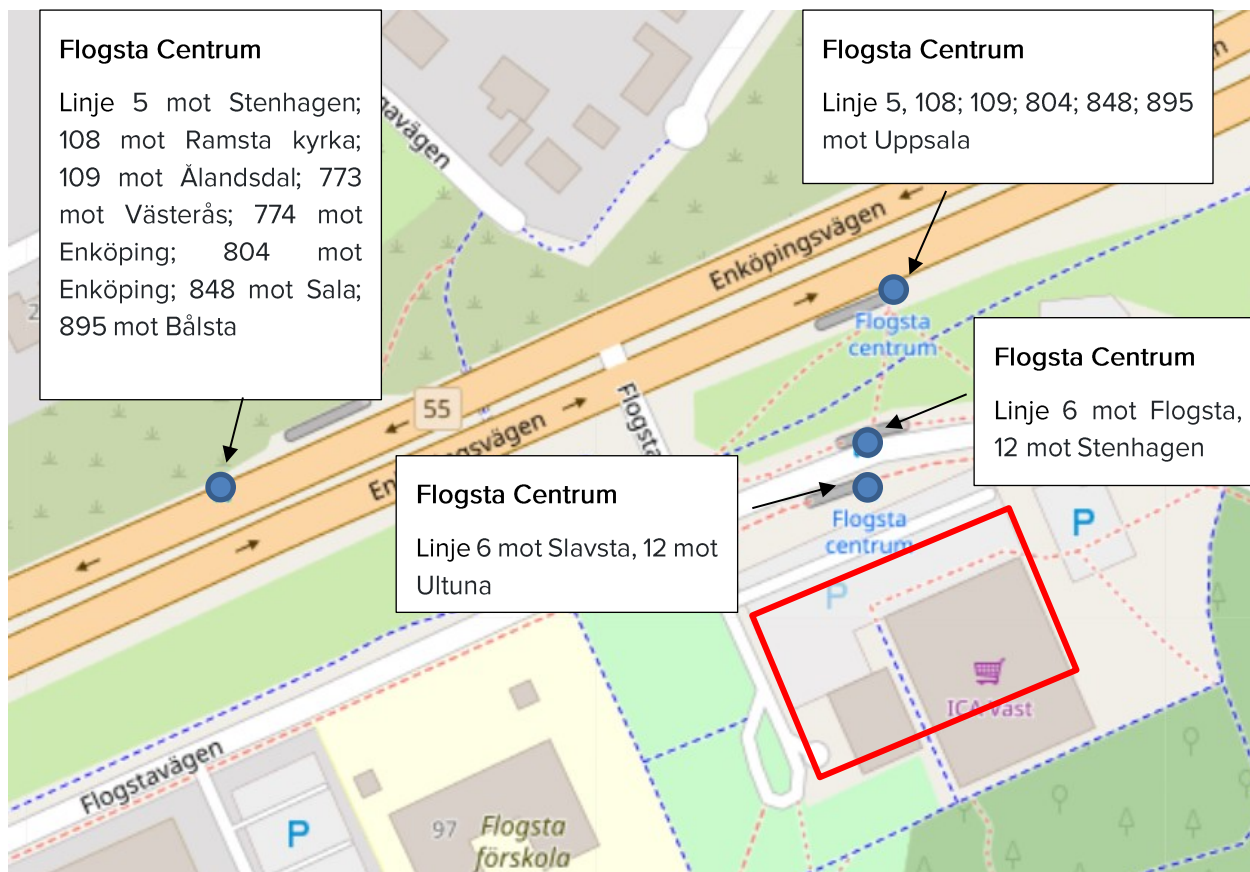 Flogsta Centrum
Linje 5 mot Stenhagen;
108 mot Ramsta kyrka;
109 mot Ålandsdal; 773
mot Västerås; 774 mot
Enköping; 804 mot
Enköping; 848 mot Sala;
895 mot Bålsta
Flogsta Centrum
Linje 5, 108; 109; 804; 848; 895
mot Uppsala
Enköpingsvägen
Flogsta
centrum
Flogsta Centrum
Linje 6 mot Flogsta,
12 mot Stenhagen
55
Flogsta
Flogsta Centrum
Linje 6 mot Slavsta, 12 mot
Ultuna
Flogsta
centrum
P
P
ICA Väst
Flogstavägen
P
97
Flogsta
förskola